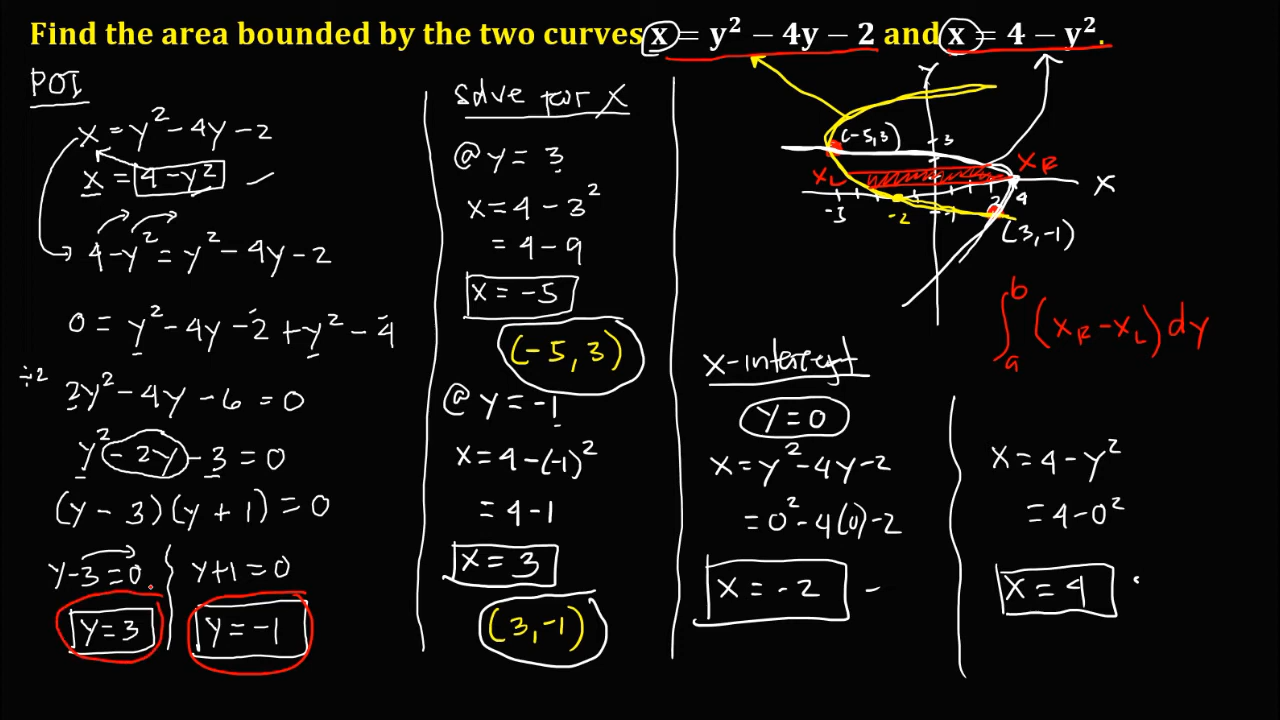 Find the area bounded by the two curves x = y² − 4y − 2 and x = 4 − y².
POI
x = y² - 4y - 2
x = 4 - y²
4 - y² = y² - 4y - 2
0 = y² - 4y - 2 + y² - 4
÷2
2y² - 4y - 6 = 0
y² - 2y - 3 = 0
(y - 3)(y + 1) = 0
y - 3 = 0
y = 3
y + 1 = 0
y = -1
Solve for X
@ y = 3
x = 4 - 3²
= 4 - 9
x = -5
(-5, 3)
@ y = -1
x = 4 - (-1)²
= 4 - 1
x = 3
(3, -1)
Y
(-5, 3)
3
X_L
X_R
X
-3
-2
-1
2
4
(3, -1)
∫_a^b (X_R - X_L) dy
X-intercept
y = 0
x = y² - 4y - 2
= 0² - 4(0) - 2
x = -2
x = 4 - y²
= 4 - 0²
x = 4